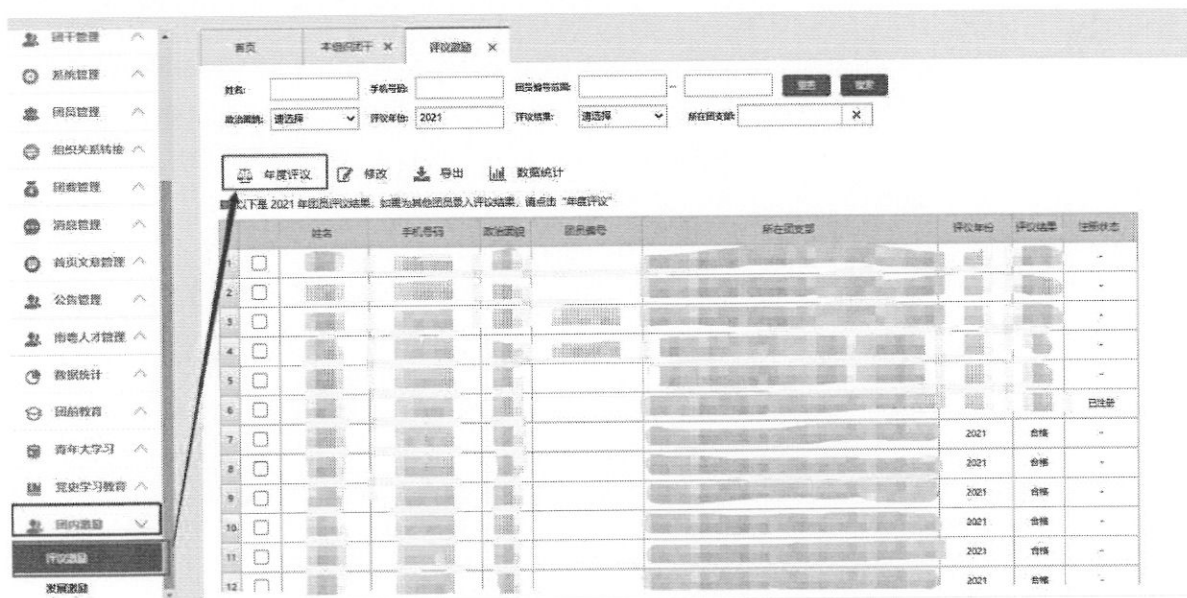 团干管理
系统管理
团员管理
组织关系转接
团费管理
消息管理
首页文章管理
公告管理
南粤人才管理
数据统计
团前教育
青年大学习
党史学习教育
团内激励
评议激励
发展激励
首页 本组织团干 × 评议激励 ×
姓名: 手机号码: 团员编号范围: --
政治面貌: 请选择 评议年份: 2021 评议结果: 请选择 所在团支部: ×
年度评议 修改 导出 数据统计
以下是 2021 年团员评议结果，如需为其他团员录入评议结果，请点击 "年度评议"
姓名 手机号码 政治面貌 团员编号 所在团支部 评议年份 评议结果 注册状态
1 -
2 -
3 -
4 -
5 -
6 已注册
7 2021 合格 -
8 2021 合格 -
9 2021 合格 -
10 2021 合格 -
11 2021 合格 -
12 2021 合格 -